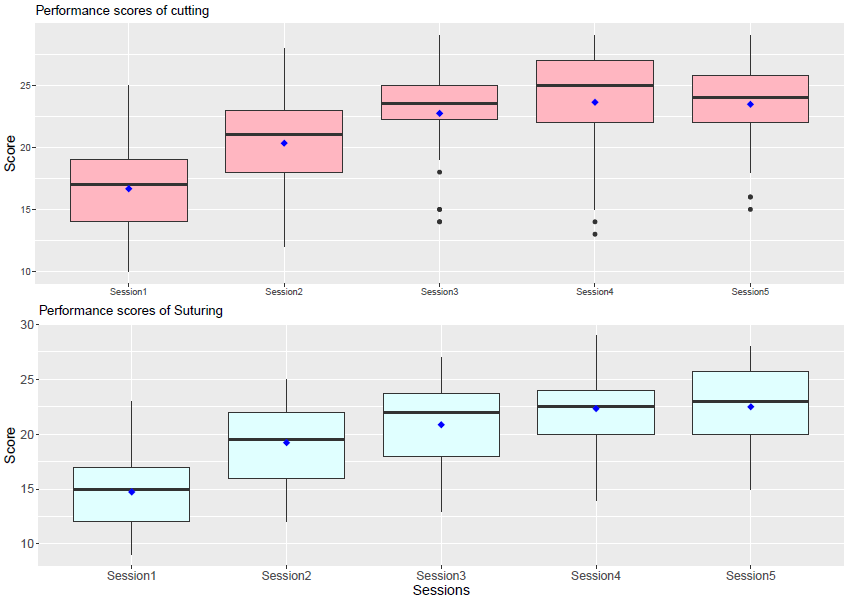 Performance scores of cutting
Score
25
20
15
10
Session1 Session2 Session3 Session4 Session5
Performance scores of Suturing
Score
30
25
20
15
10
Session1 Session2 Session3 Session4 Session5
Sessions